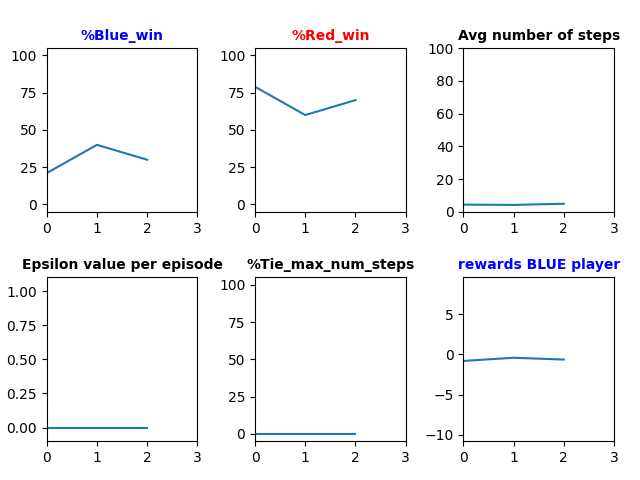 %Blue_win
%Red_win
Avg number of steps
100
75
50
25
0
0 1 2 3
100
75
50
25
0
0 1 2 3
100
80
60
40
20
0
0 1 2 3
Epsilon value per episode
%Tie_max_num_steps
rewards BLUE player
1.00
0.75
0.50
0.25
0.00
0 1 2 3
100
75
50
25
0
0 1 2 3
5
0
−5
−10
0 1 2 3